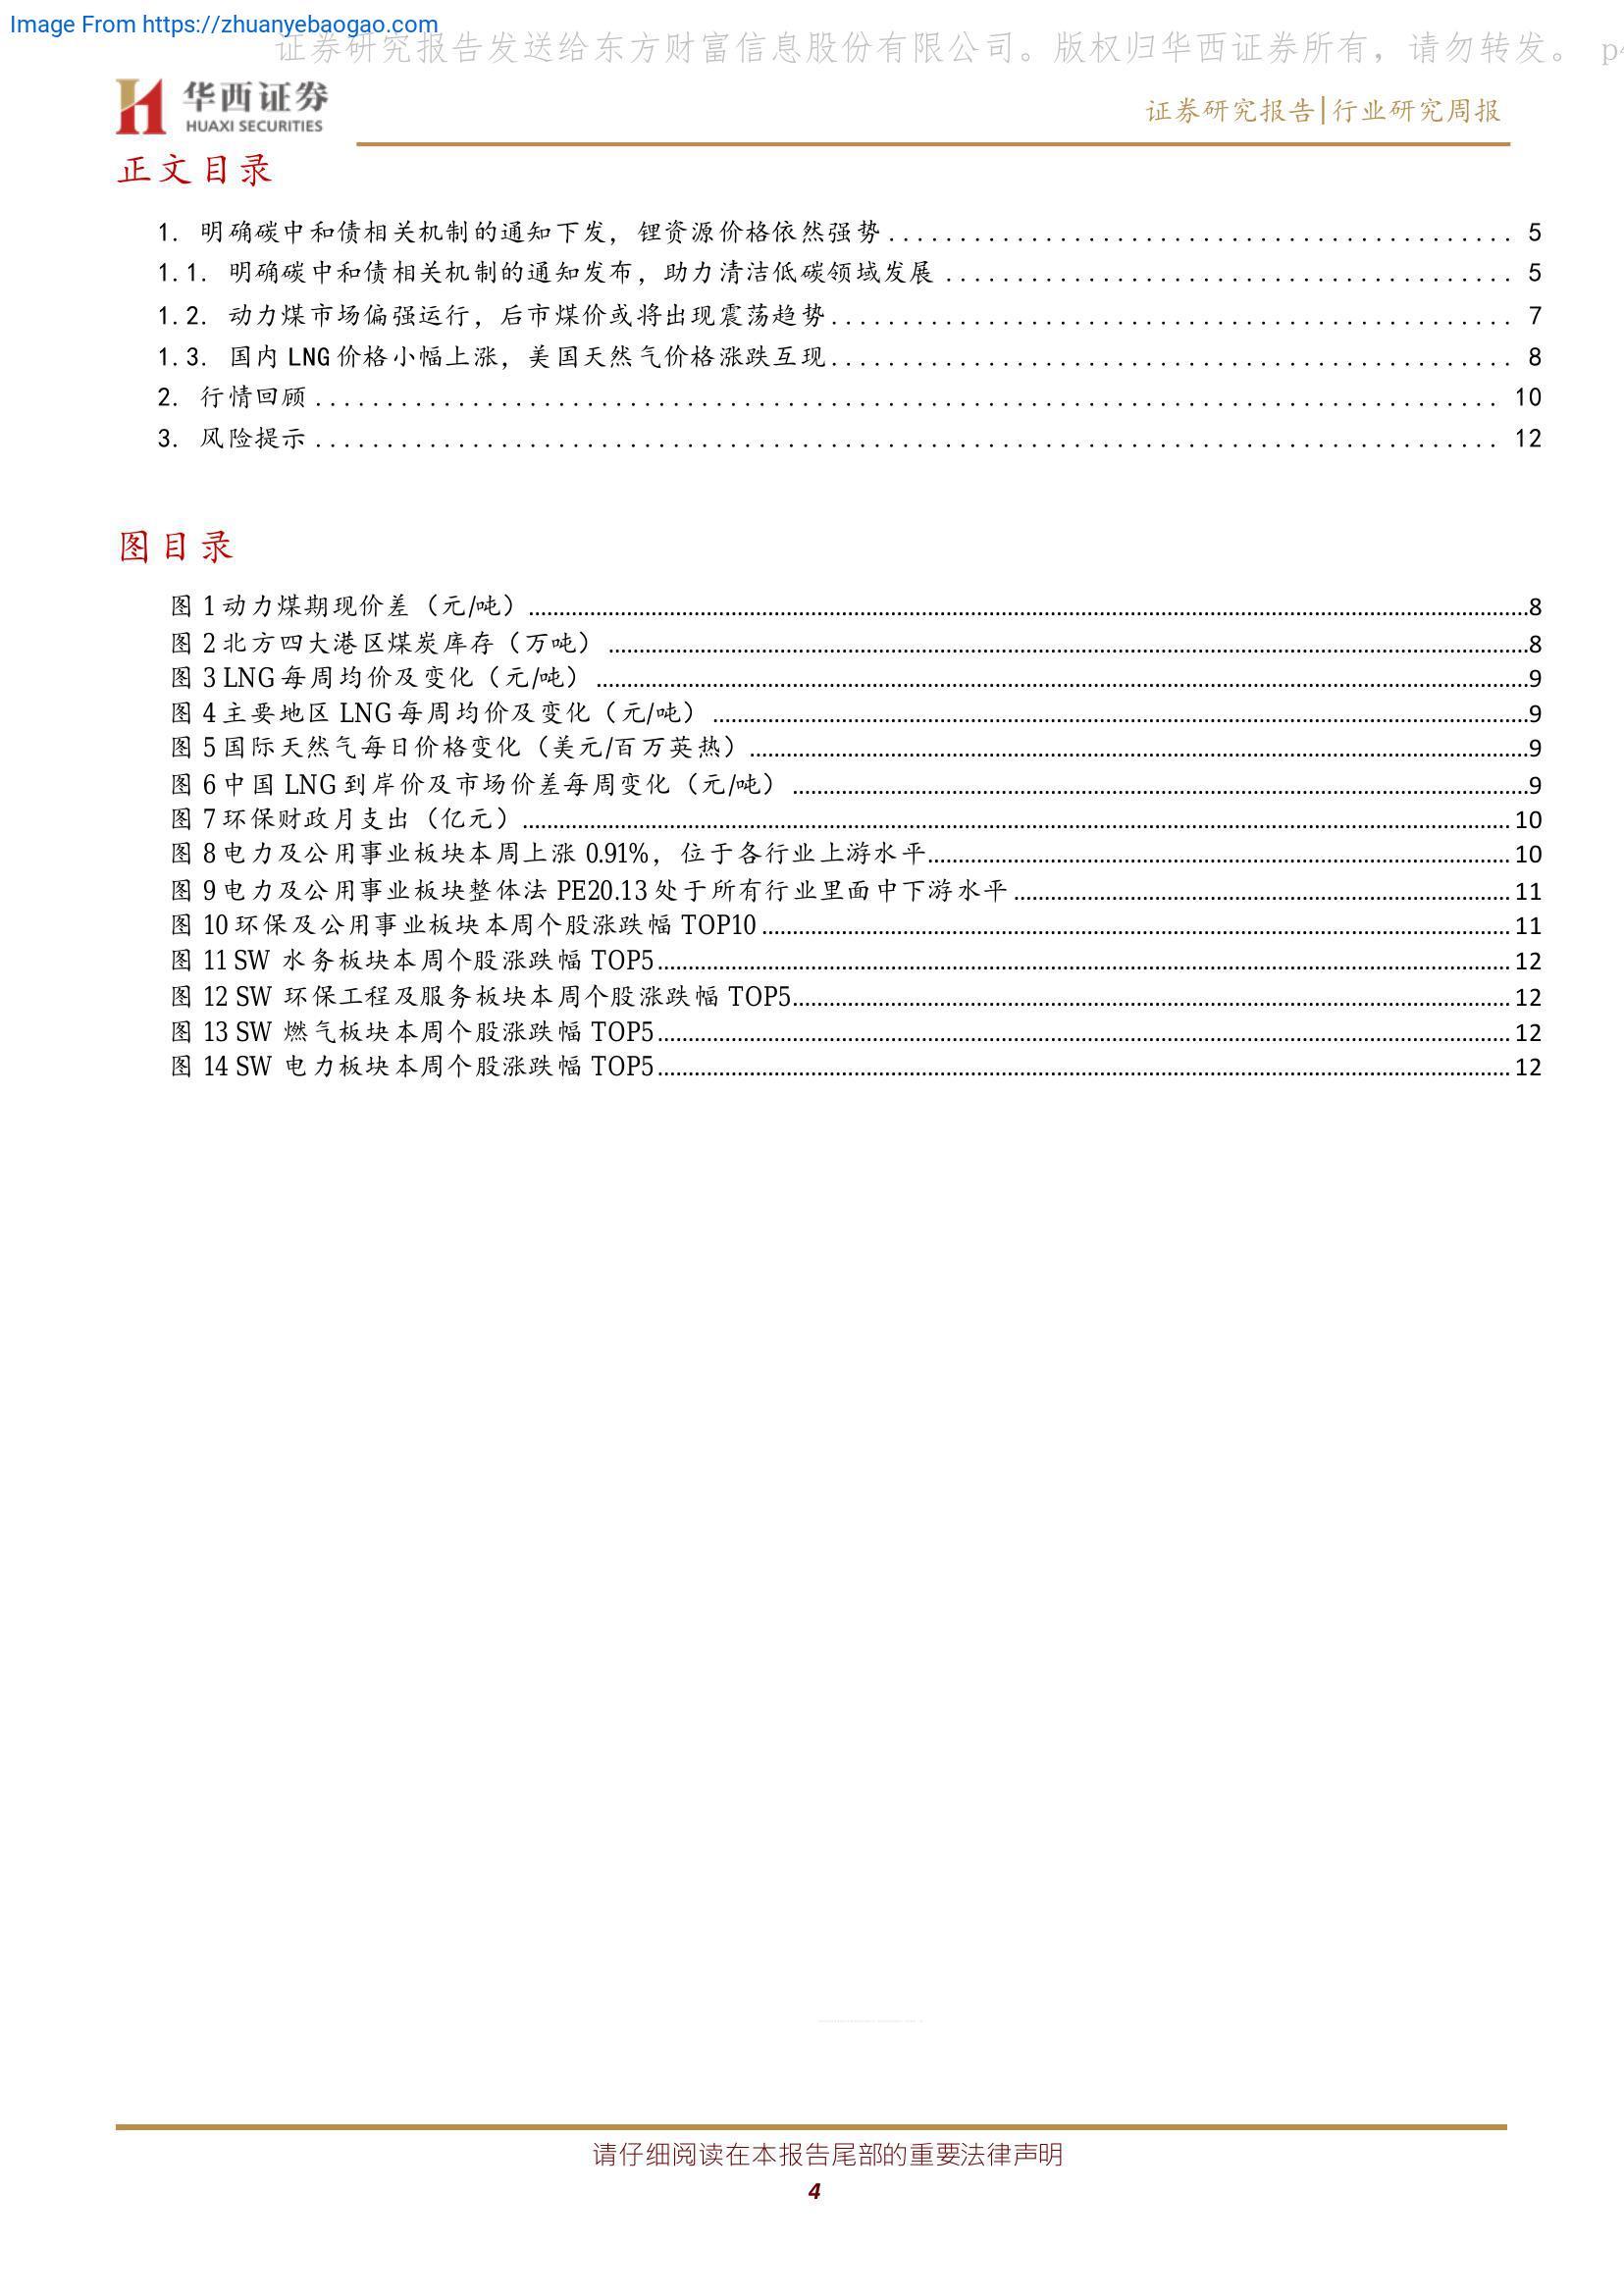 Image From https://zhuanyebaogao.com
证券研究报告发送给东方财富信息股份有限公司。版权归华西证券所有，请勿转发。 p4
华西证券
HUAXI SECURITIES
证券研究报告|行业研究周报
正文目录
1. 明确碳中和债相关机制的通知下发，锂资源价格依然强势........................................ 5
1.1. 明确碳中和债相关机制的通知发布，助力清洁低碳领域发展........................................ 5
1.2. 动力煤市场偏强运行，后市煤价或将出现震荡趋势........................................ 7
1.3. 国内 LNG 价格小幅上涨，美国天然气价格涨跌互现........................................ 8
2. 行情回顾........................................ 10
3. 风险提示........................................ 12
图目录
图 1 动力煤期现价差（元/吨）........................................8
图 2 北方四大港区煤炭库存（万吨）........................................8
图 3 LNG 每周均价及变化（元/吨）........................................9
图 4 主要地区 LNG 每周均价及变化（元/吨）........................................9
图 5 国际天然气每日价格变化（美元/百万英热）........................................9
图 6 中国 LNG 到岸价及市场价差每周变化（元/吨）........................................9
图 7 环保财政月支出（亿元）........................................10
图 8 电力及公用事业板块本周上涨 0.91%，位于各行业上游水平........................................10
图 9 电力及公用事业板块整体法 PE20.13 处于所有行业里面中下游水平........................................11
图 10 环保及公用事业板块本周个股涨跌幅 TOP10........................................11
图 11 SW 水务板块本周个股涨跌幅 TOP5........................................12
图 12 SW 环保工程及服务板块本周个股涨跌幅 TOP5........................................12
图 13 SW 燃气板块本周个股涨跌幅 TOP5........................................12
图 14 SW 电力板块本周个股涨跌幅 TOP5........................................12
请仔细阅读在本报告尾部的重要法律声明
4